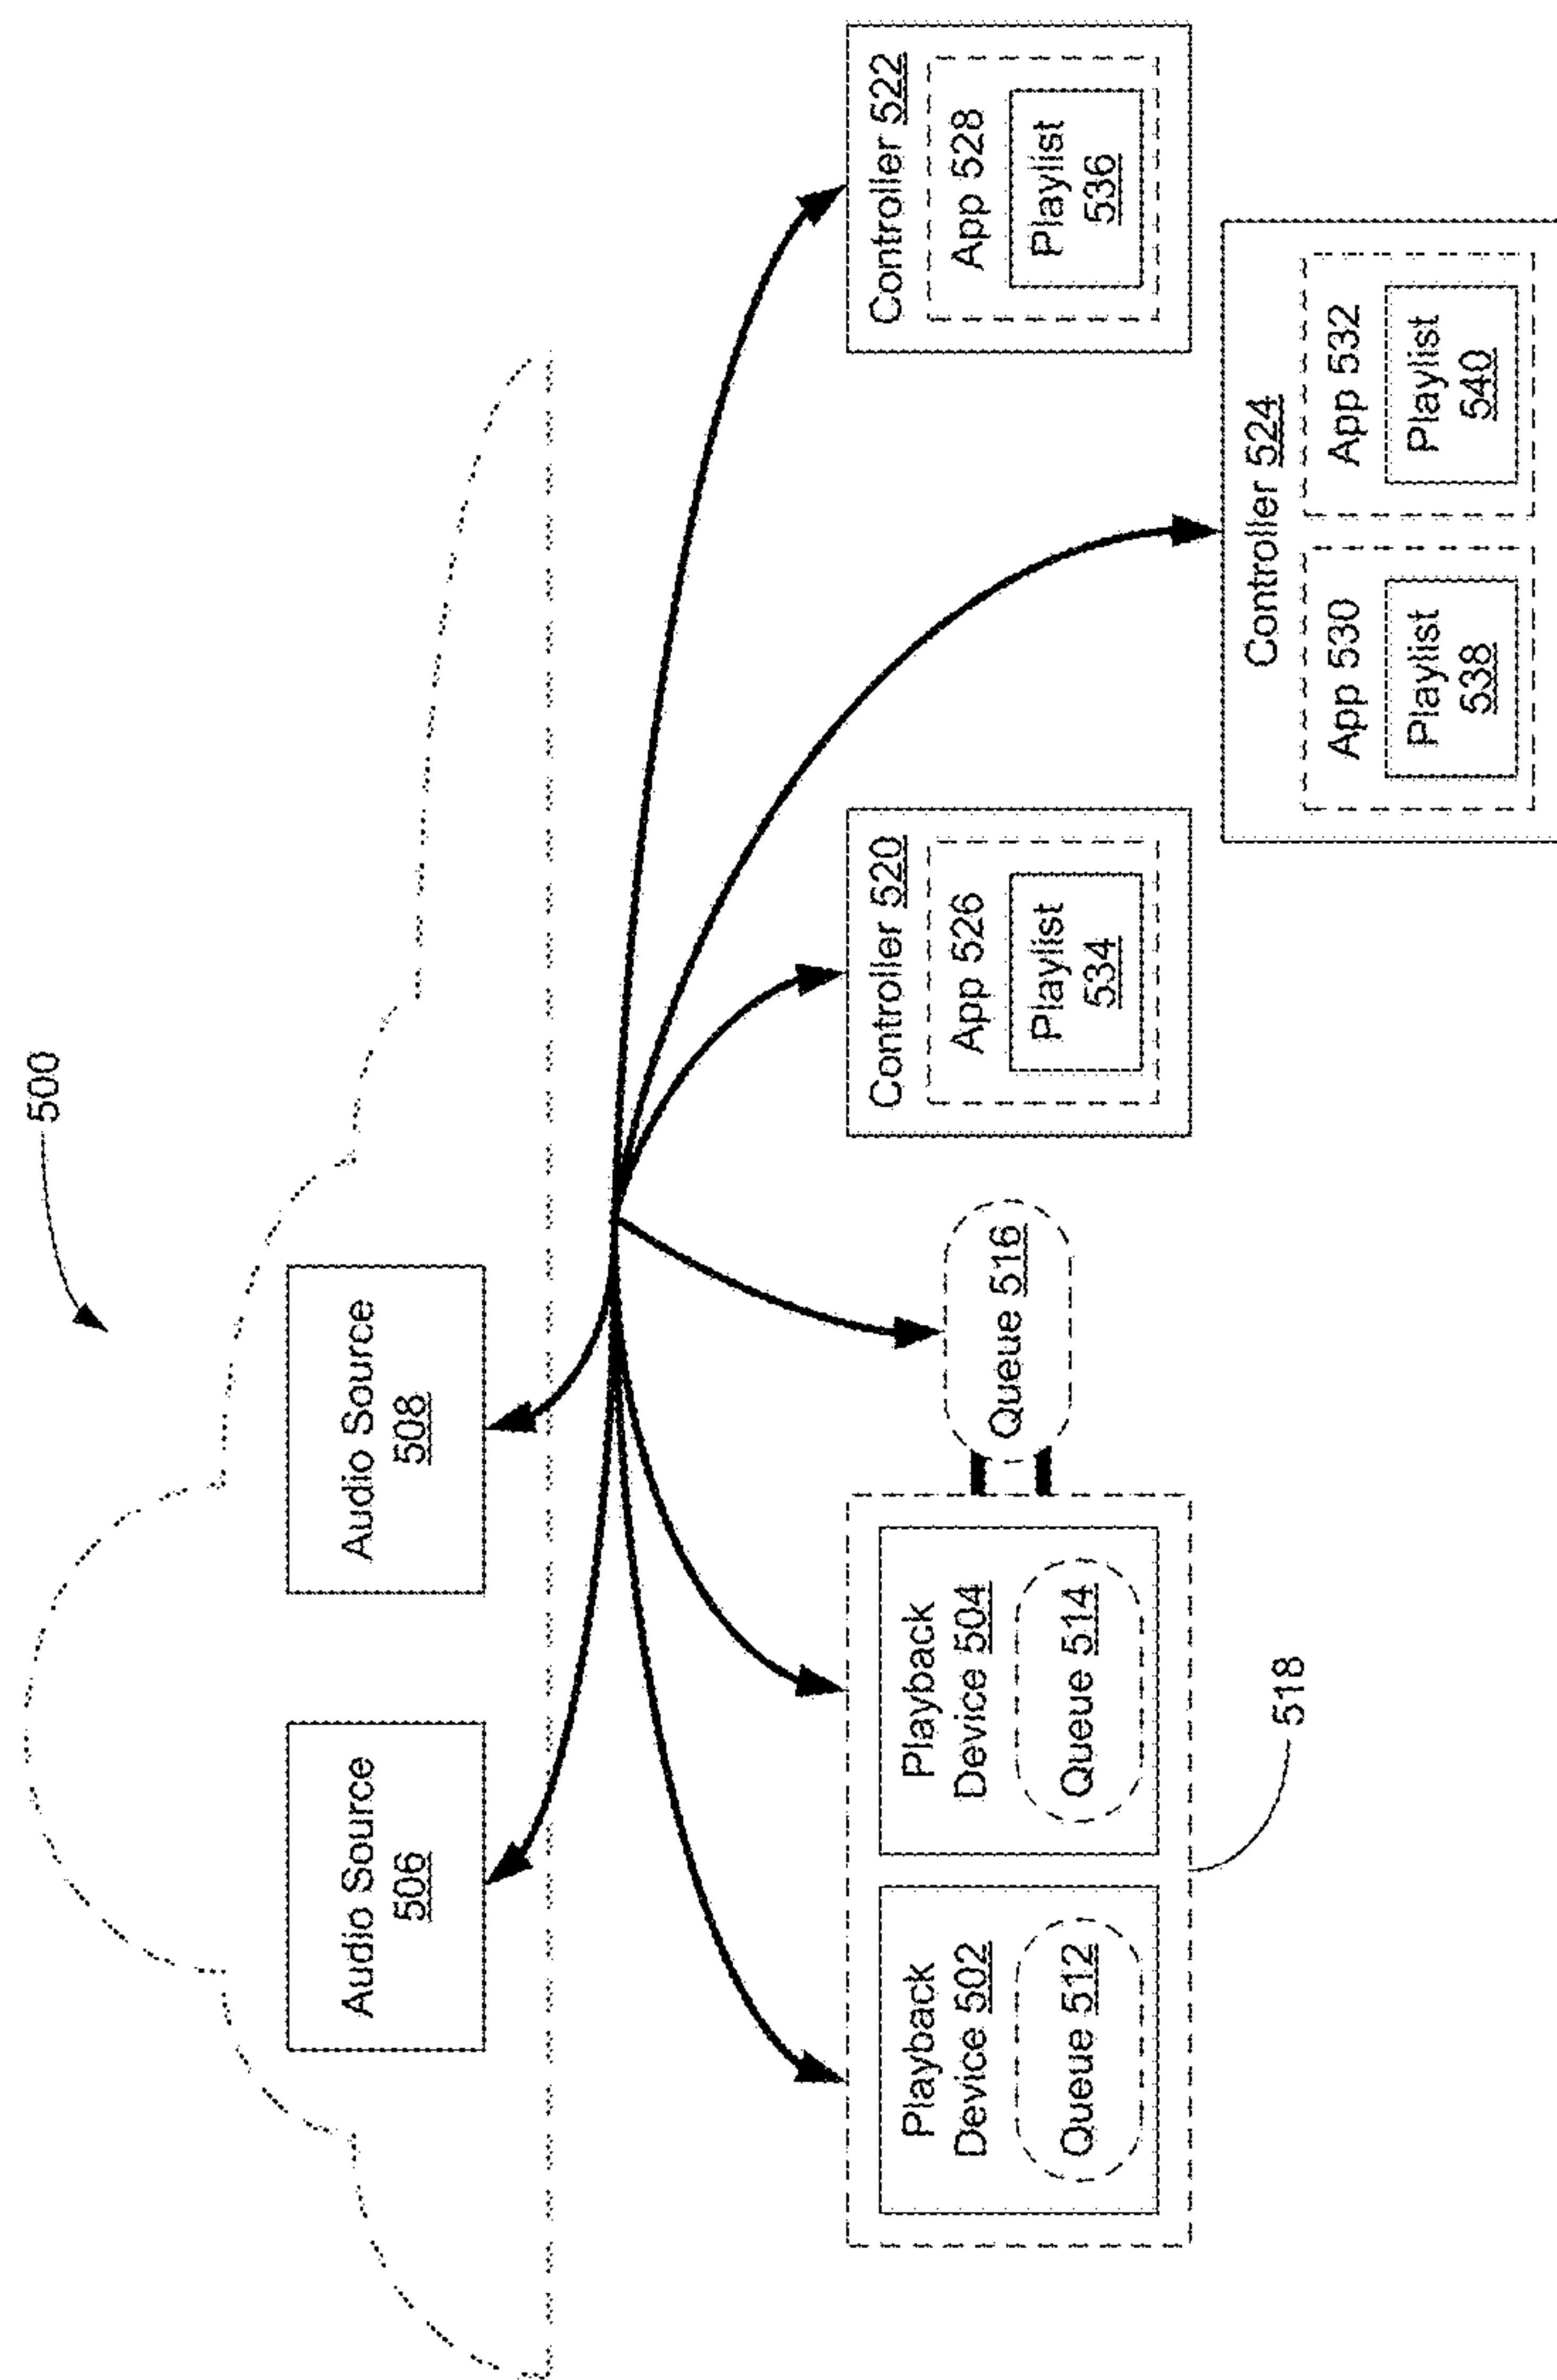 500
Audio Source
506
Audio Source
508
Playback
Device 502
Queue 512
Playback
Device 504
Queue 514
518
Queue 516
Controller 520
App 526
Playlist
534
Controller 522
App 528
Playlist
536
Controller 524
App 530
Playlist
538
App 532
Playlist
540